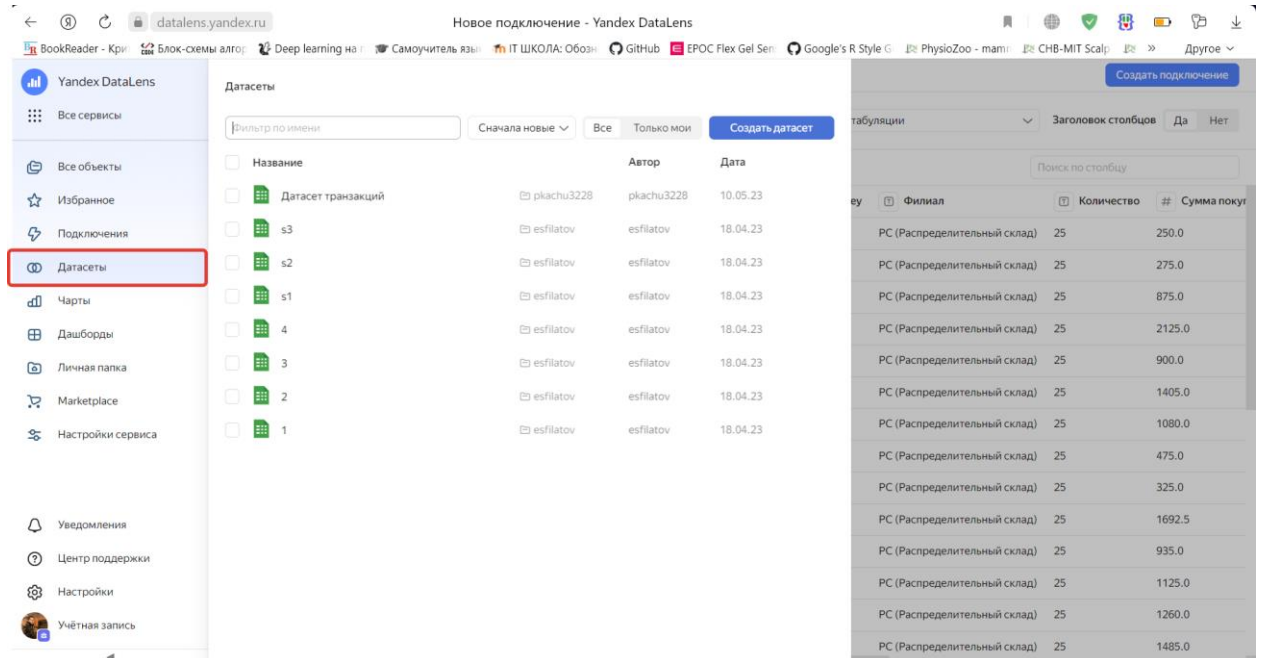 datalens.yandex.ru Новое подключение - Yandex DataLens
BookReader - Кри Блок-схемы алгор Deep learning на Самоучитель язы IT ШКОЛА: Обозн GitHub EPOC Flex Gel Sen Google's R Style G PhysioZoo - mam CHB-MIT Scalp » Другое
Yandex DataLens
Все сервисы
Все объекты
Избранное
Подключения
Датасеты
Чарты
Дашборды
Личная папка
Marketplace
Настройки сервиса
Уведомления
Центр поддержки
Настройки
Учётная запись
Датасеты
Фильтр по имени Сначала новые Все Только мои Создать датасет
Название Автор Дата
Датасет транзакций pkachu3228 pkachu3228 10.05.23
s3 esfilatov esfilatov 18.04.23
s2 esfilatov esfilatov 18.04.23
s1 esfilatov esfilatov 18.04.23
4 esfilatov esfilatov 18.04.23
3 esfilatov esfilatov 18.04.23
2 esfilatov esfilatov 18.04.23
1 esfilatov esfilatov 18.04.23
Создать подключение
табуляции Заголовок столбцов Да Нет
Поиск по столбцу
ey Филиал Количество # Сумма покуп
РС (Распределительный склад) 25 250.0
РС (Распределительный склад) 25 275.0
РС (Распределительный склад) 25 875.0
РС (Распределительный склад) 25 2125.0
РС (Распределительный склад) 25 900.0
РС (Распределительный склад) 25 1405.0
РС (Распределительный склад) 25 1080.0
РС (Распределительный склад) 25 475.0
РС (Распределительный склад) 25 325.0
РС (Распределительный склад) 25 1692.5
РС (Распределительный склад) 25 935.0
РС (Распределительный склад) 25 1125.0
РС (Распределительный склад) 25 1260.0
РС (Распределительный склад) 25 1485.0